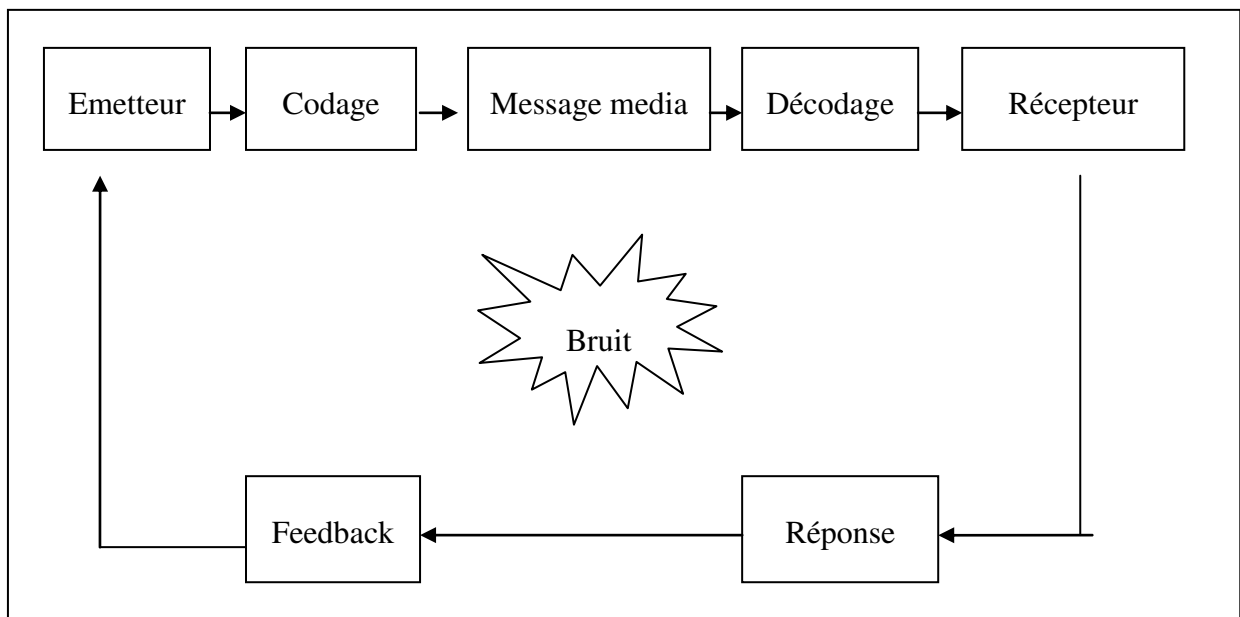 Emetteur
Codage
Message media
Décodage
Récepteur
Bruit
Feedback
Réponse